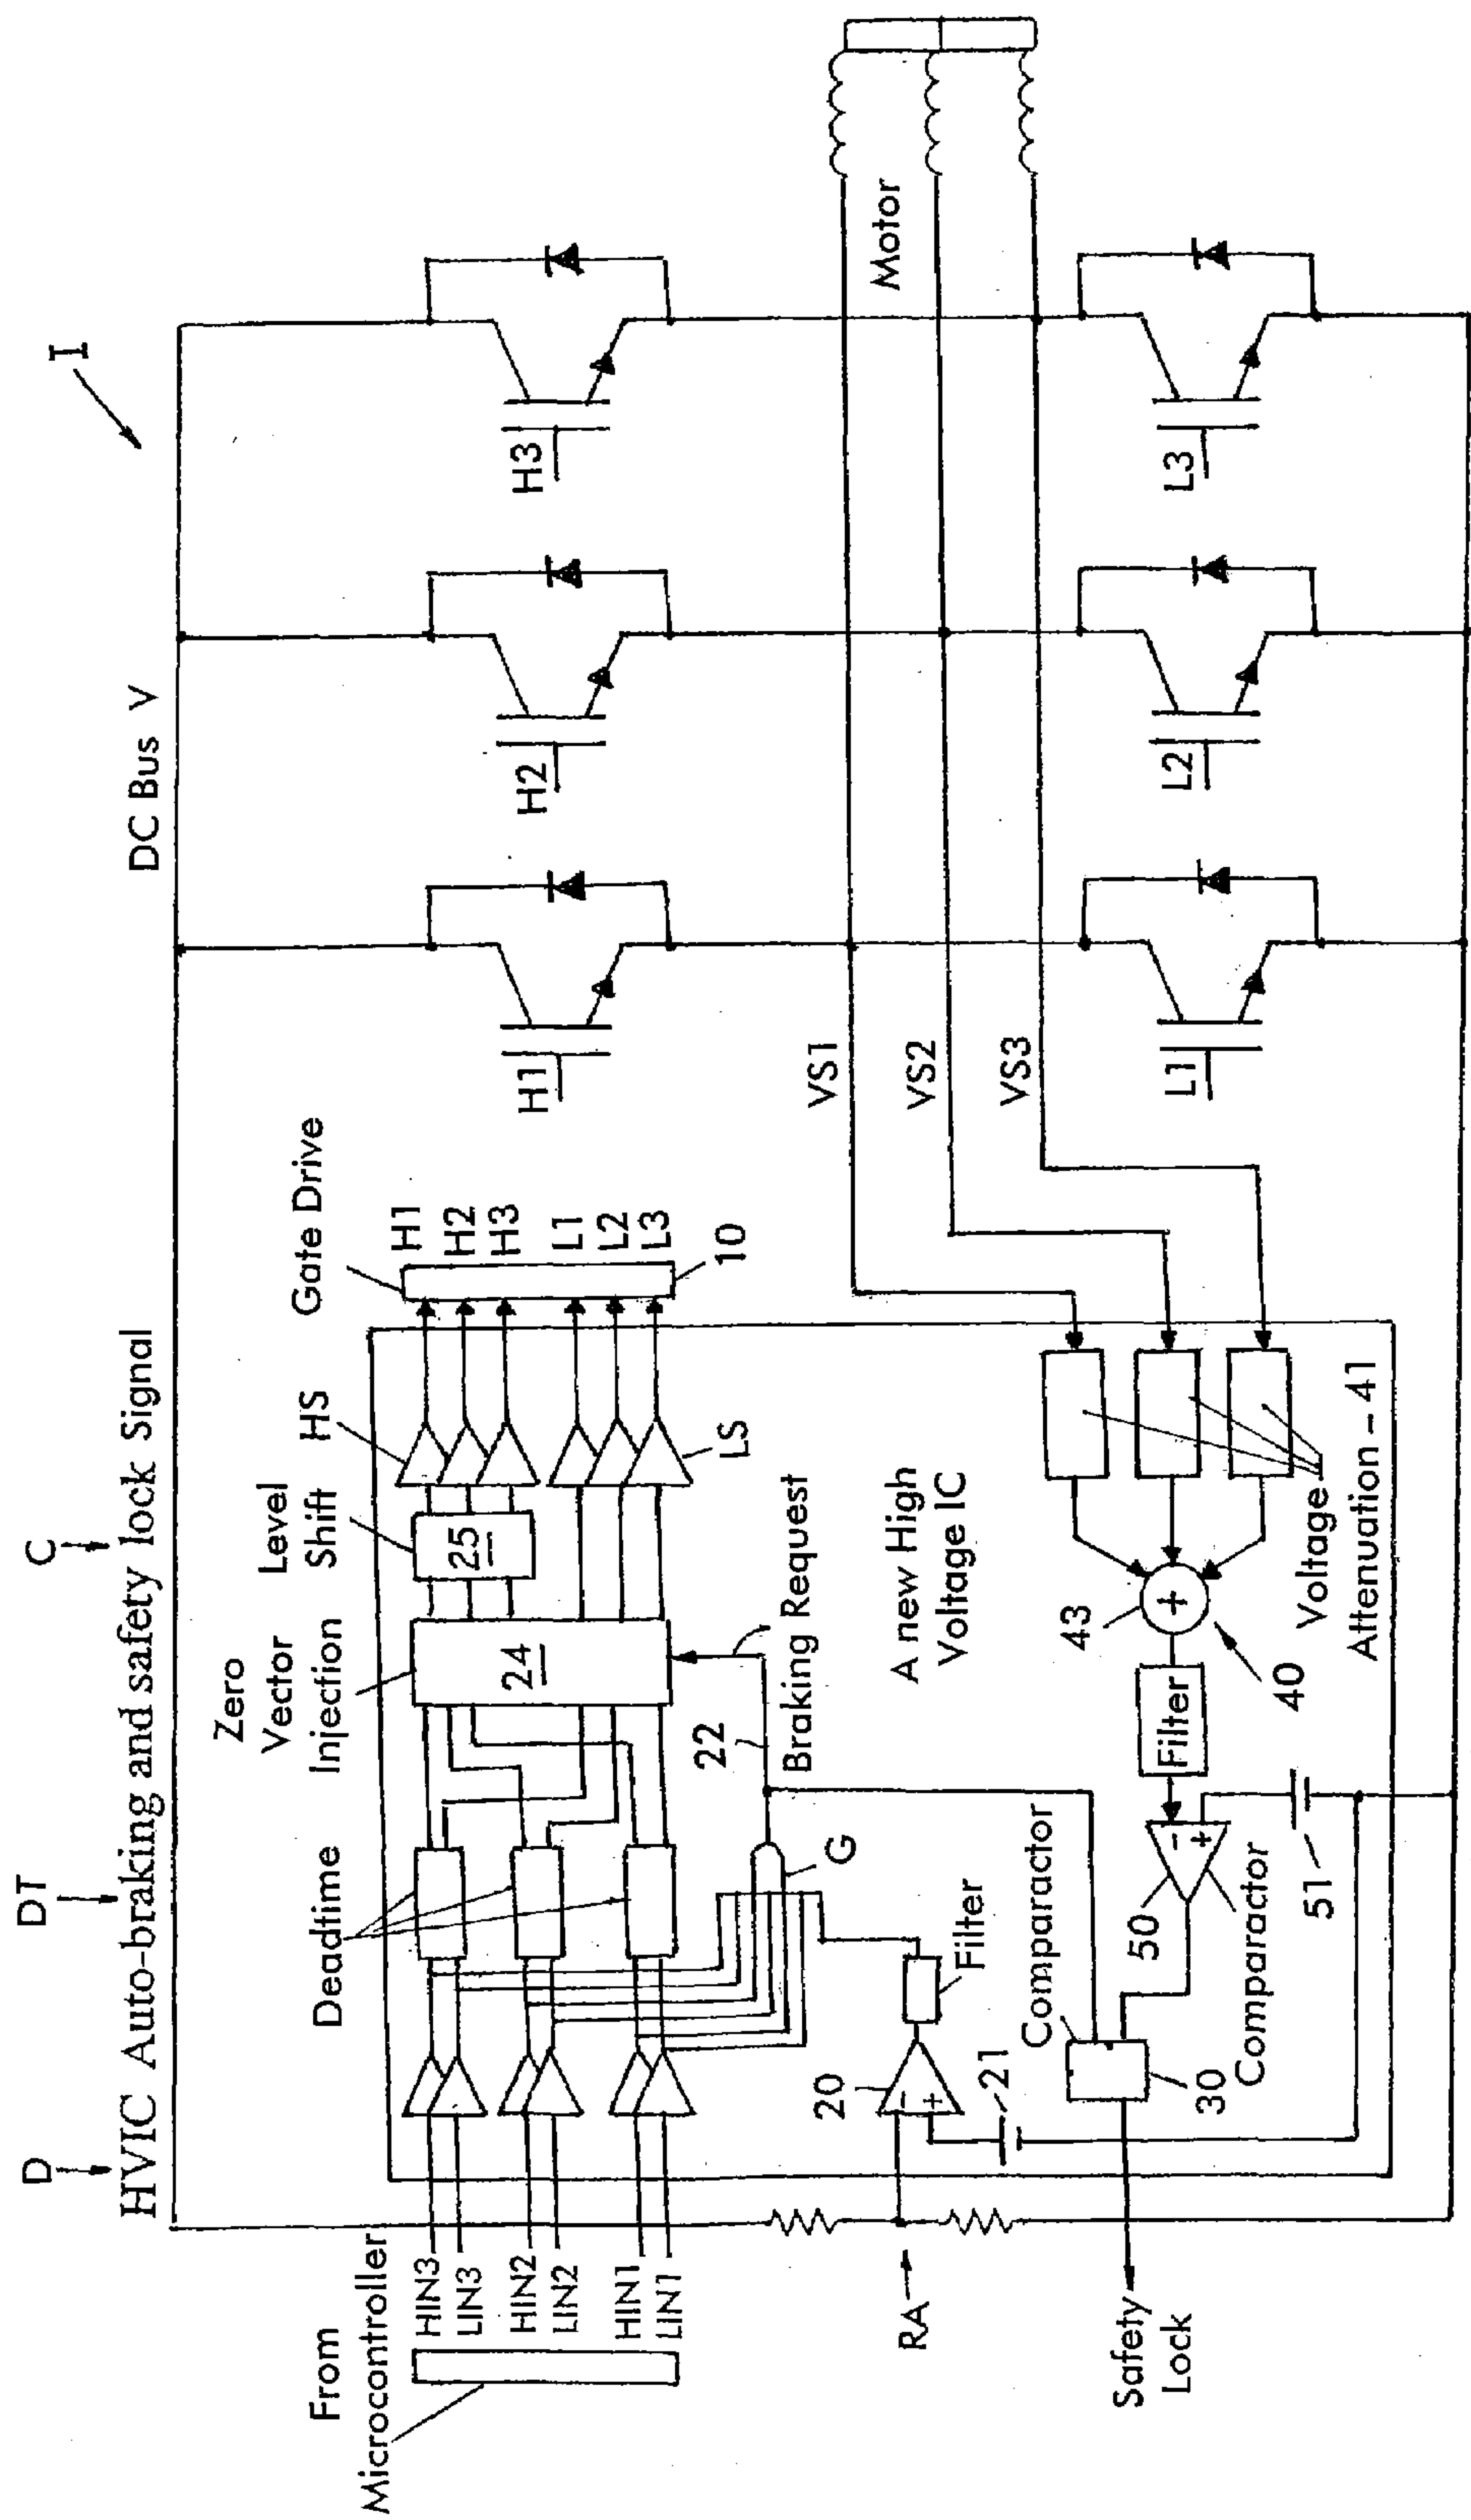 D
DT
C
HVIC Auto-braking and safety lock Signal
DC Bus V
I
From
Microcontroller
HIN3
LIN3
HIN2
LIN2
HIN1
LIN1
Deadtime
Zero
Vector
Injection
24
Level
Shift
25
HS
LS
Gate Drive
H1
H2
H3
L1
L2
L3
10
H1
H2
H3
G
22
Braking Request
A new High
Voltage IC
VS1
VS2
VS3
Motor
RA
20
-
+
21
Filter
Safety
Lock
Comparactor
30
Comparactor
50
-
+
51
Filter
43
+
40
Voltage
Attenuation - 41
L1
L2
L3